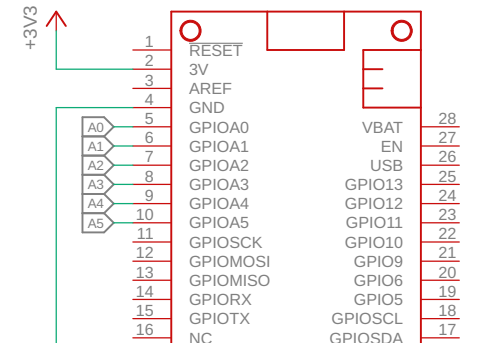 +3V3
1 RESET
2 3V
3 AREF
4 GND
A0 5 GPIOA0 VBAT 28
A1 6 GPIOA1 EN 27
A2 7 GPIOA2 USB 26
A3 8 GPIOA3 GPIO13 25
A4 9 GPIOA4 GPIO12 24
A5 10 GPIOA5 GPIO11 23
11 GPIOSCK GPIO10 22
12 GPIOMOSI GPIO9 21
13 GPIOMISO GPIO6 20
14 GPIORX GPIO5 19
15 GPIOTX GPIOSCL 18
16 NC GPIOSDA 17